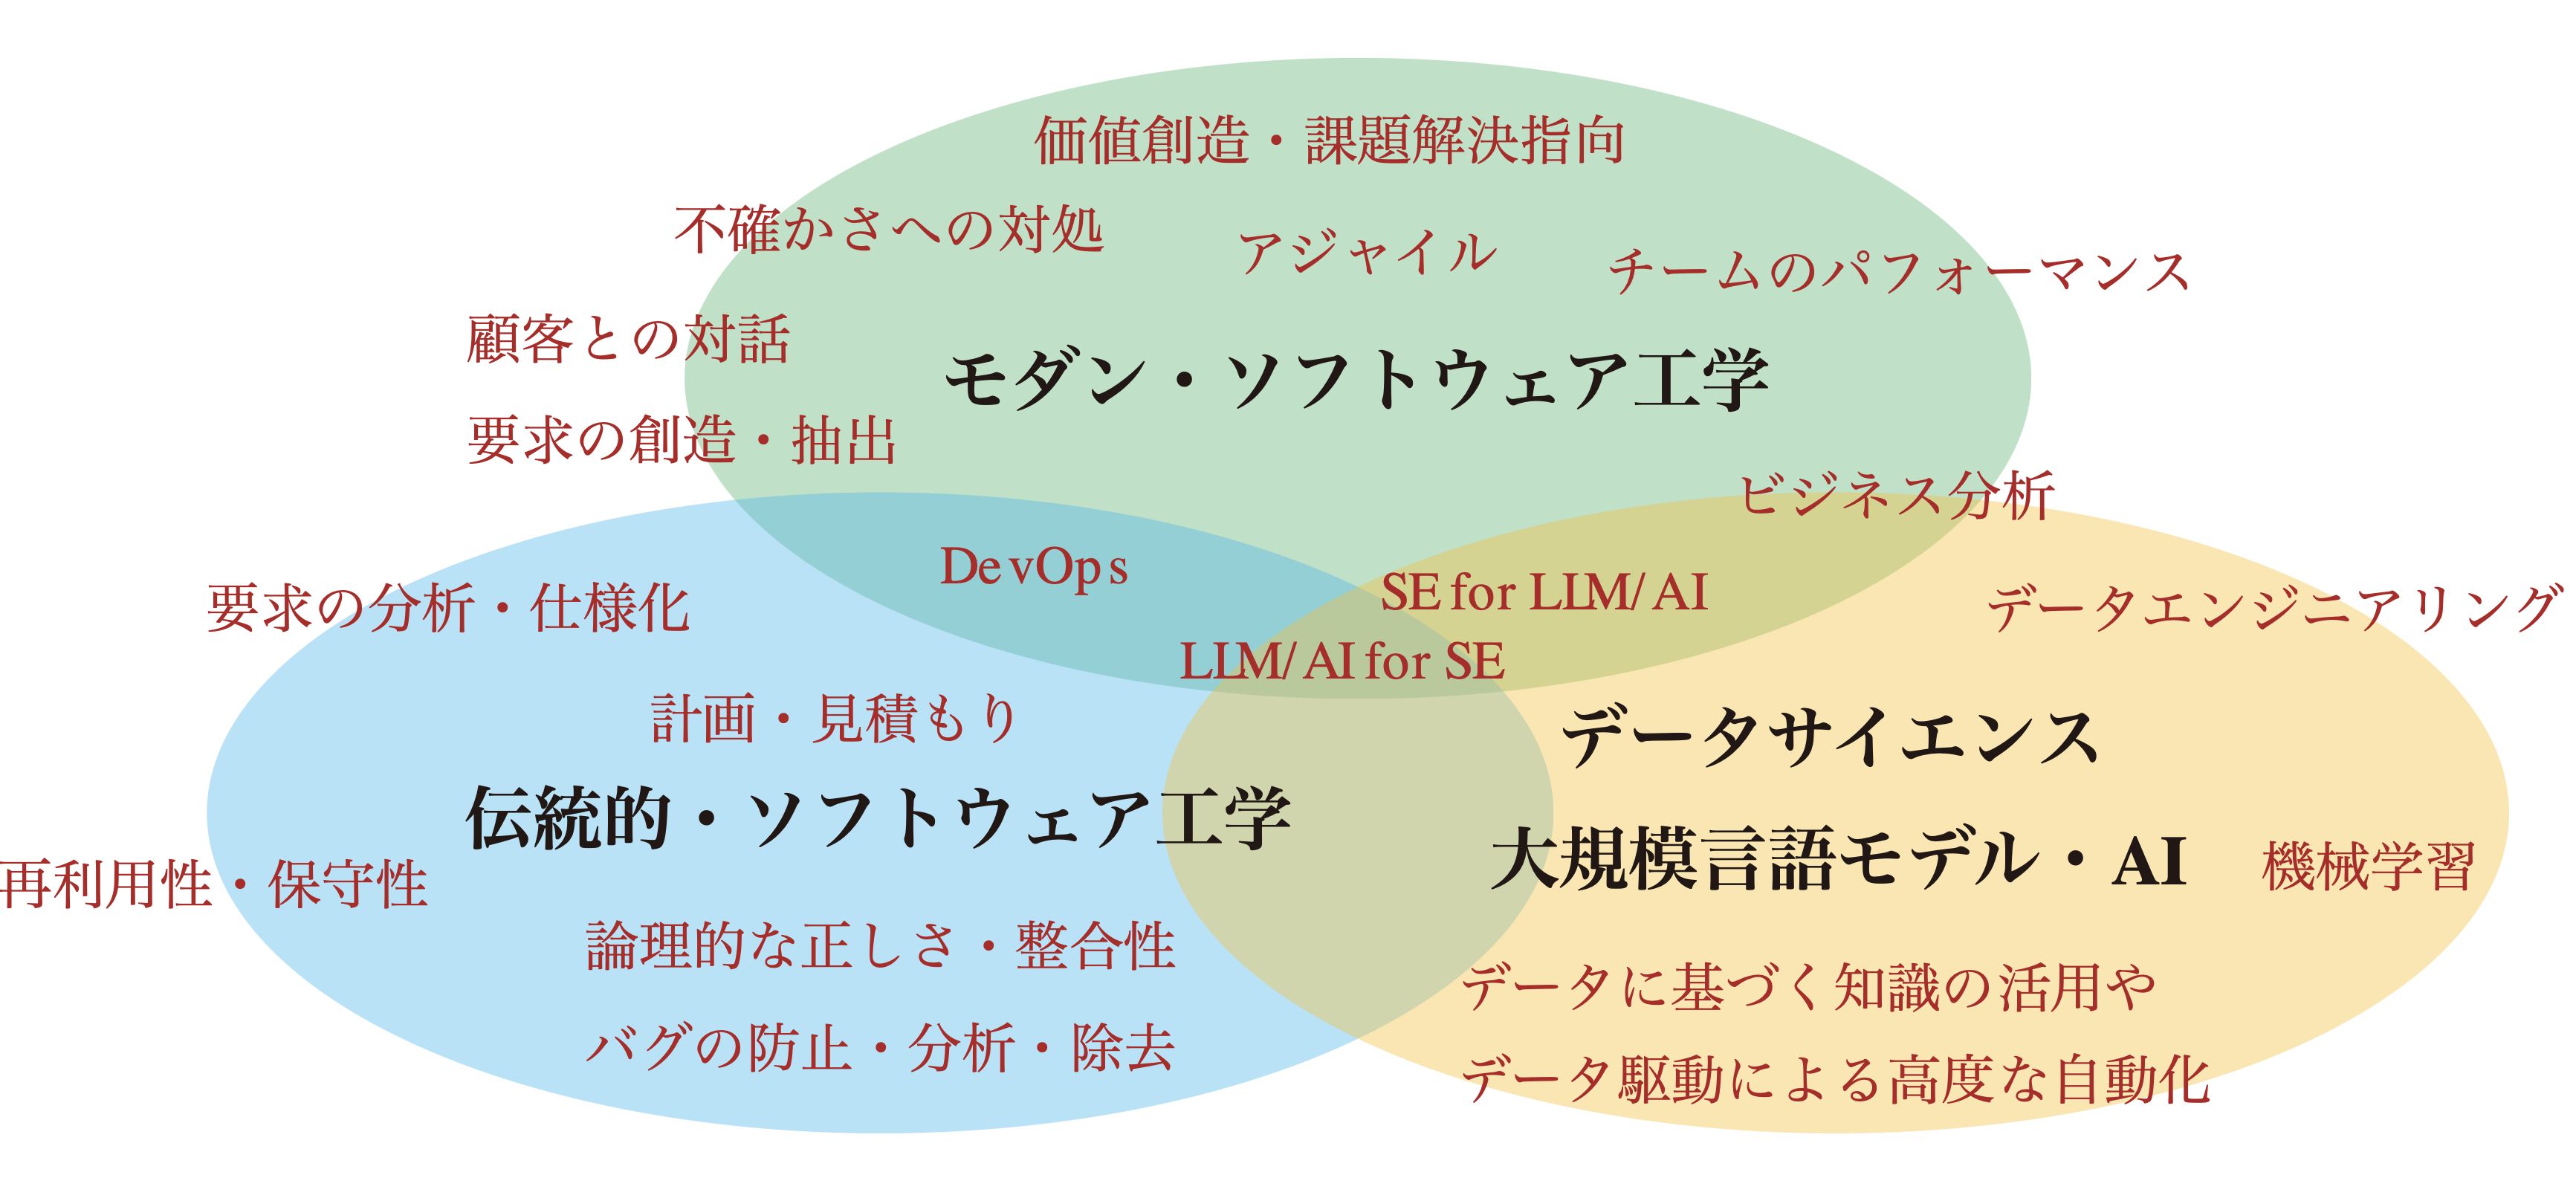 価値創造・課題解決指向
不確かさへの対処
アジャイル
チームのパフォーマンス
顧客との対話
モダン・ソフトウェア工学
要求の創造・抽出
ビジネス分析
DevOps
SE for LLM/AI
要求の分析・仕様化
データエンジニアリング
LLM/AI for SE
計画・見積もり
データサイエンス
伝統的・ソフトウェア工学
大規模言語モデル・AI
機械学習
再利用性・保守性
論理的な正しさ・整合性
データに基づく知識の活用や
データ駆動による高度な自動化
バグの防止・分析・除去